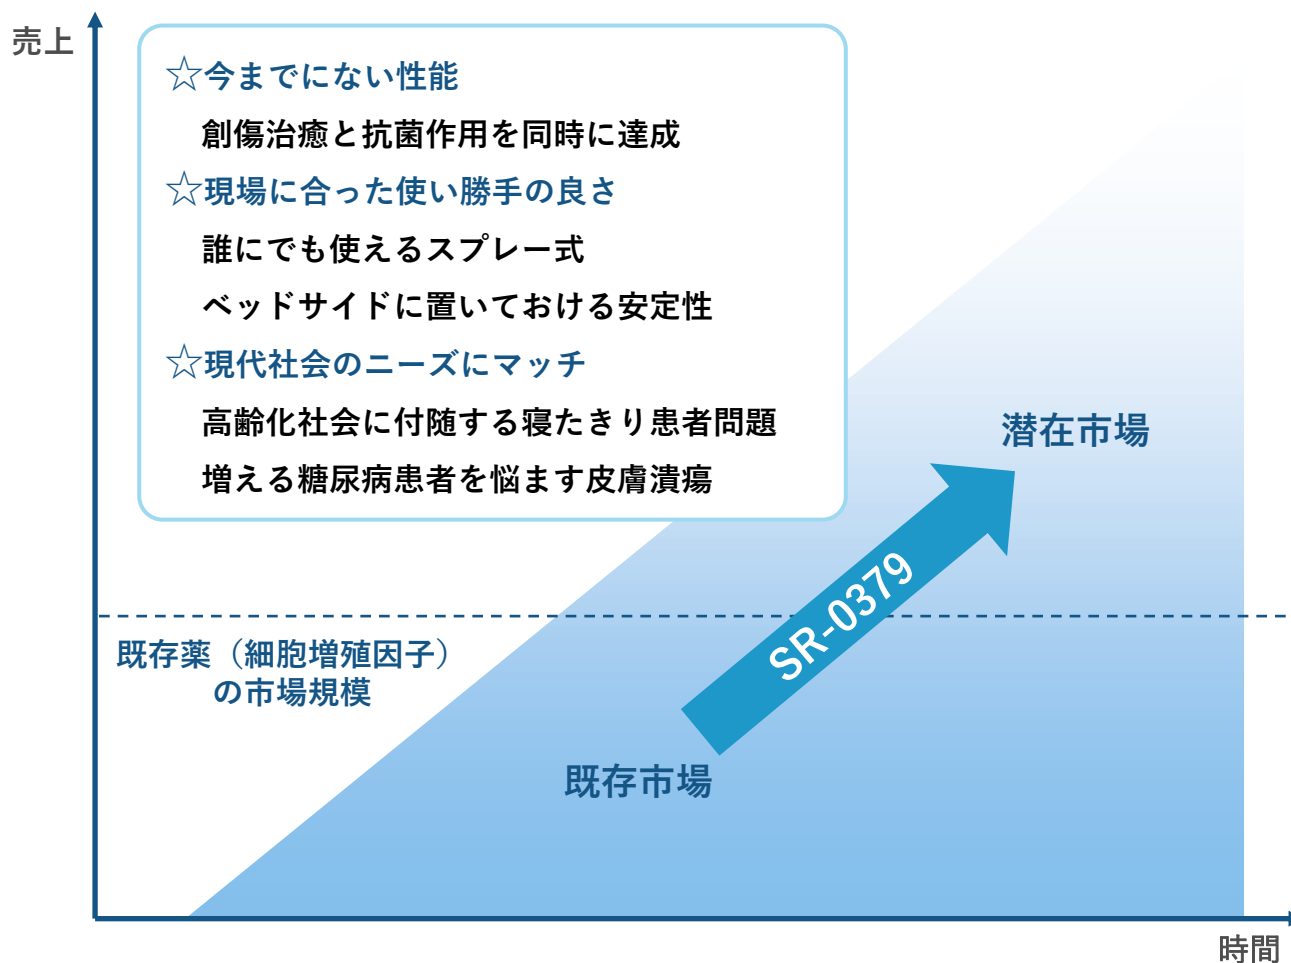 売上
☆今までにない性能
創傷治癒と抗菌作用を同時に達成
☆現場に合った使い勝手の良さ
誰にでも使えるスプレー式
ベッドサイドに置いておける安定性
☆現代社会のニーズにマッチ
高齢化社会に付随する寝たきり患者問題
増える糖尿病患者を悩ます皮膚潰瘍
潜在市場
SR-0379
既存薬（細胞増殖因子）
の市場規模
既存市場
時間